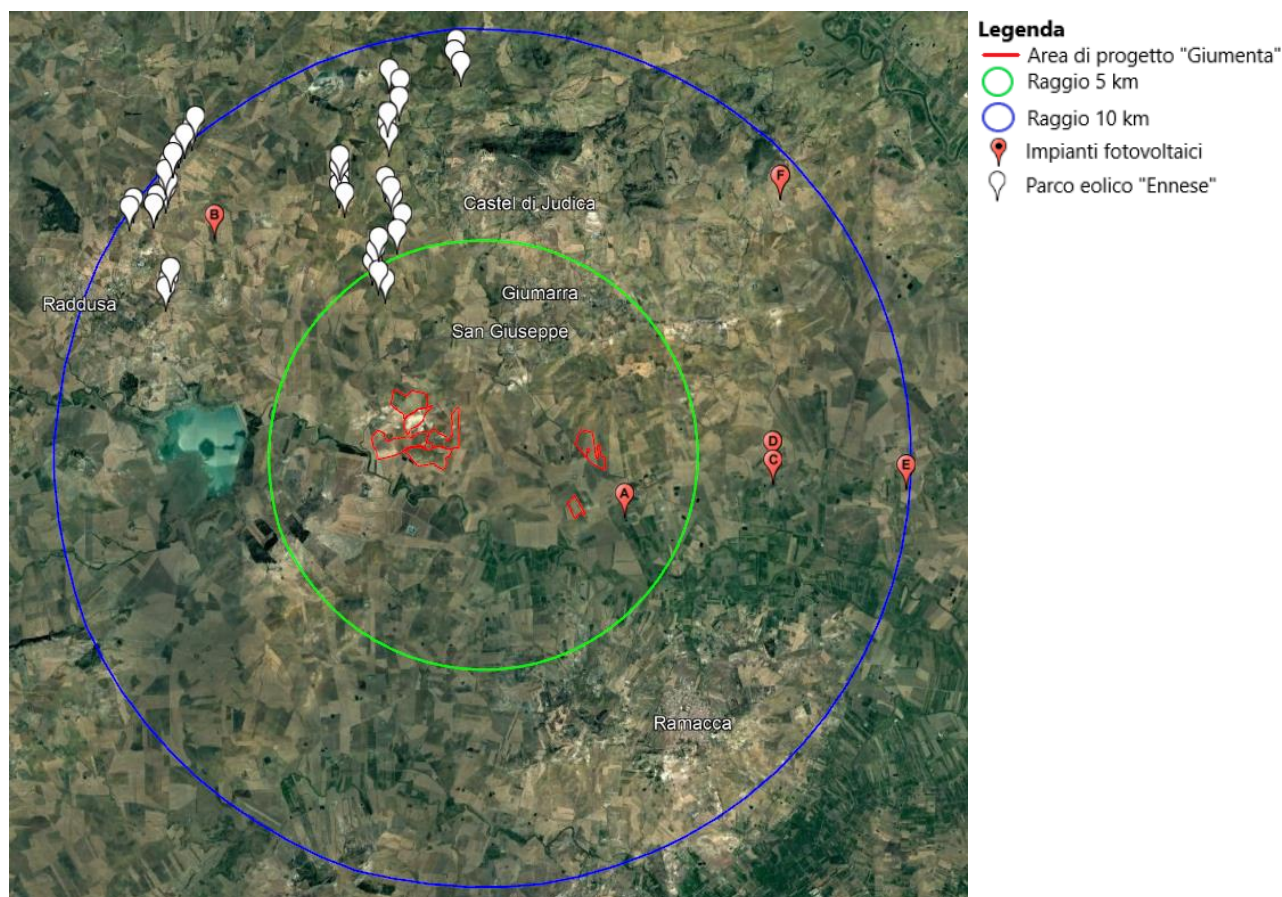 Legenda
Area di progetto "Giumenta"
Raggio 5 km
Raggio 10 km
Impianti fotovoltaici
Parco eolico "Ennese"
F
Castel di Judica
B
Giumarra
Raddusa
San Giuseppe
D
C
E
A
Ramacca